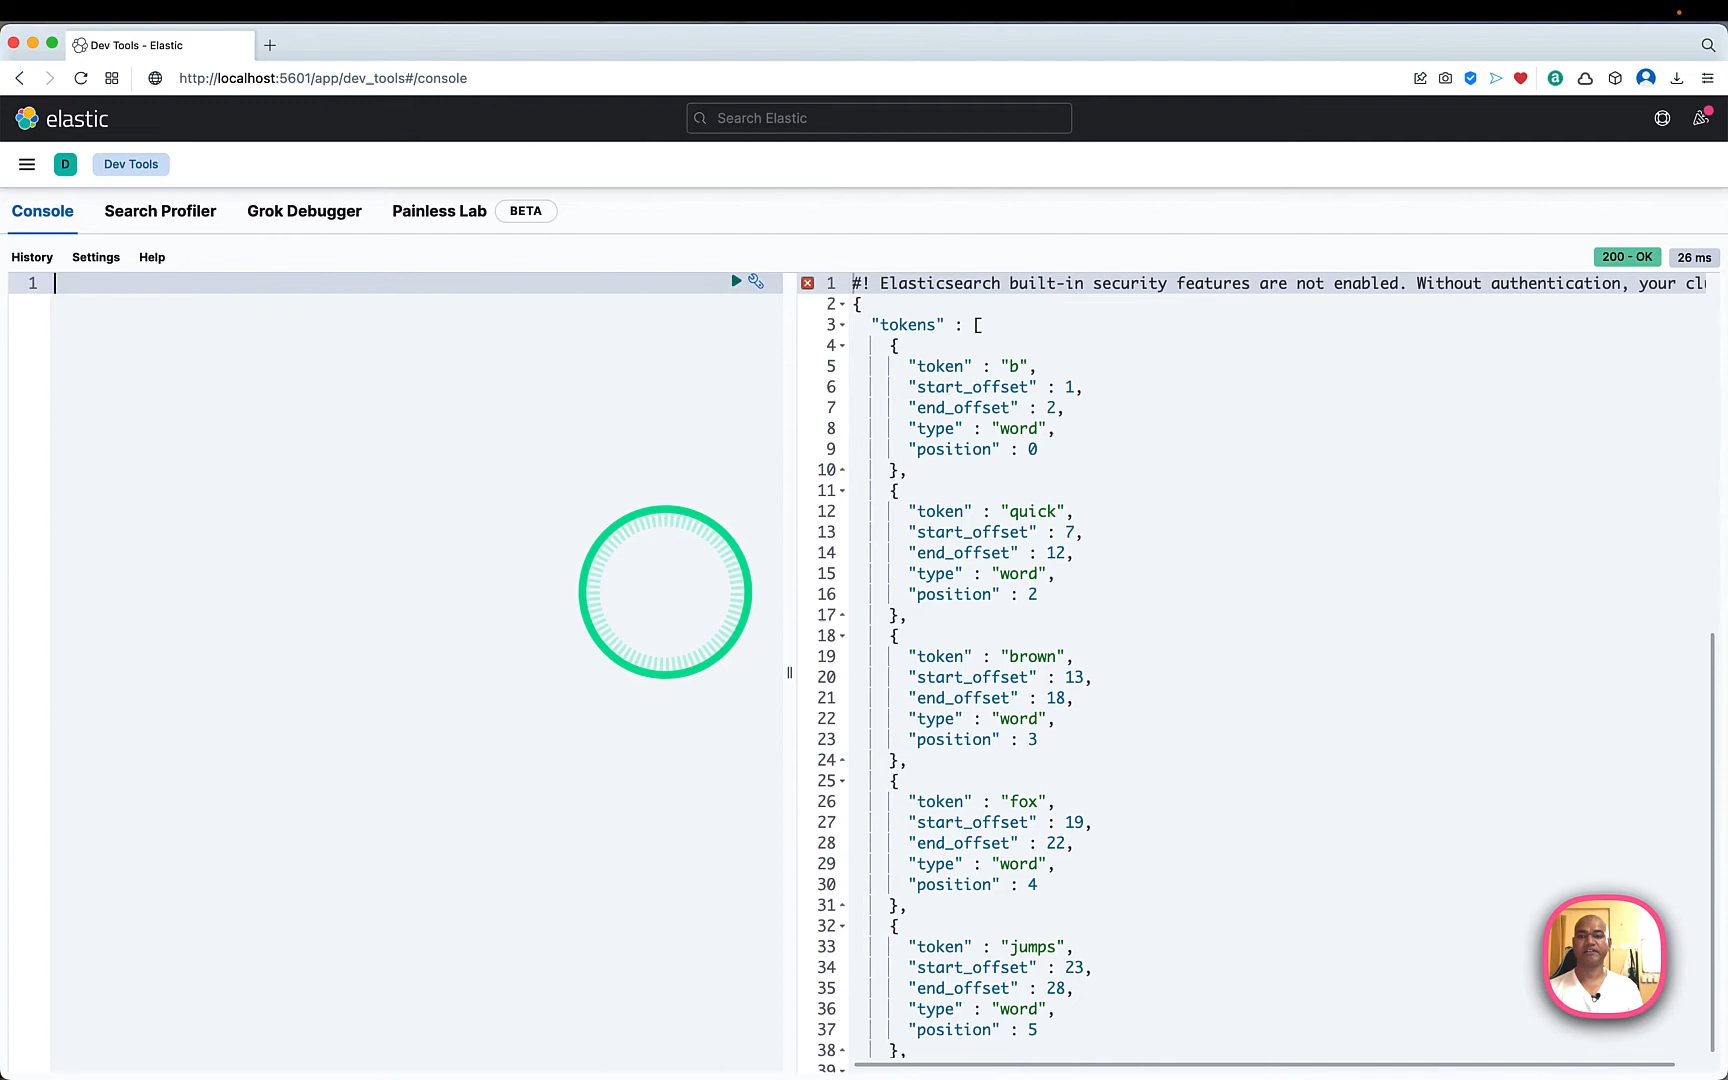 Dev Tools - Elastic
http://localhost:5601/app/dev_tools#/console
elastic
Search Elastic
D
Dev Tools
Console
Search Profiler
Grok Debugger
Painless Lab
BETA
History
Settings
Help
200 - OK
26 ms
1
1 #! Elasticsearch built-in security features are not enabled. Without authentication, your cl
2 {
3 "tokens" : [
4 {
5 "token" : "b",
6 "start_offset" : 1,
7 "end_offset" : 2,
8 "type" : "word",
9 "position" : 0
10 },
11 {
12 "token" : "quick",
13 "start_offset" : 7,
14 "end_offset" : 12,
15 "type" : "word",
16 "position" : 2
17 },
18 {
19 "token" : "brown",
20 "start_offset" : 13,
21 "end_offset" : 18,
22 "type" : "word",
23 "position" : 3
24 },
25 {
26 "token" : "fox",
27 "start_offset" : 19,
28 "end_offset" : 22,
29 "type" : "word",
30 "position" : 4
31 },
32 {
33 "token" : "jumps",
34 "start_offset" : 23,
35 "end_offset" : 28,
36 "type" : "word",
37 "position" : 5
38 },
39